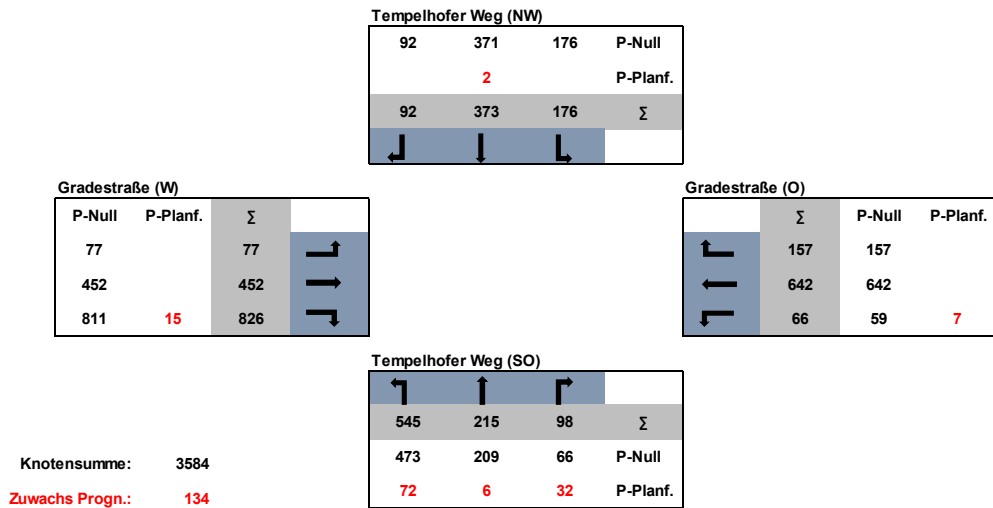 Tempelhofer Weg (NW)
92 371 176 P-Null
2 P-Planf.
92 373 176 Σ
Gradestraße (W)
P-Null P-Planf. Σ
77 77
452 452
811 15 826
Gradestraße (O)
Σ P-Null P-Planf.
157 157
642 642
66 59 7
Tempelhofer Weg (SO)
545 215 98 Σ
473 209 66 P-Null
72 6 32 P-Planf.
Knotensumme: 3584
Zuwachs Progn.: 134